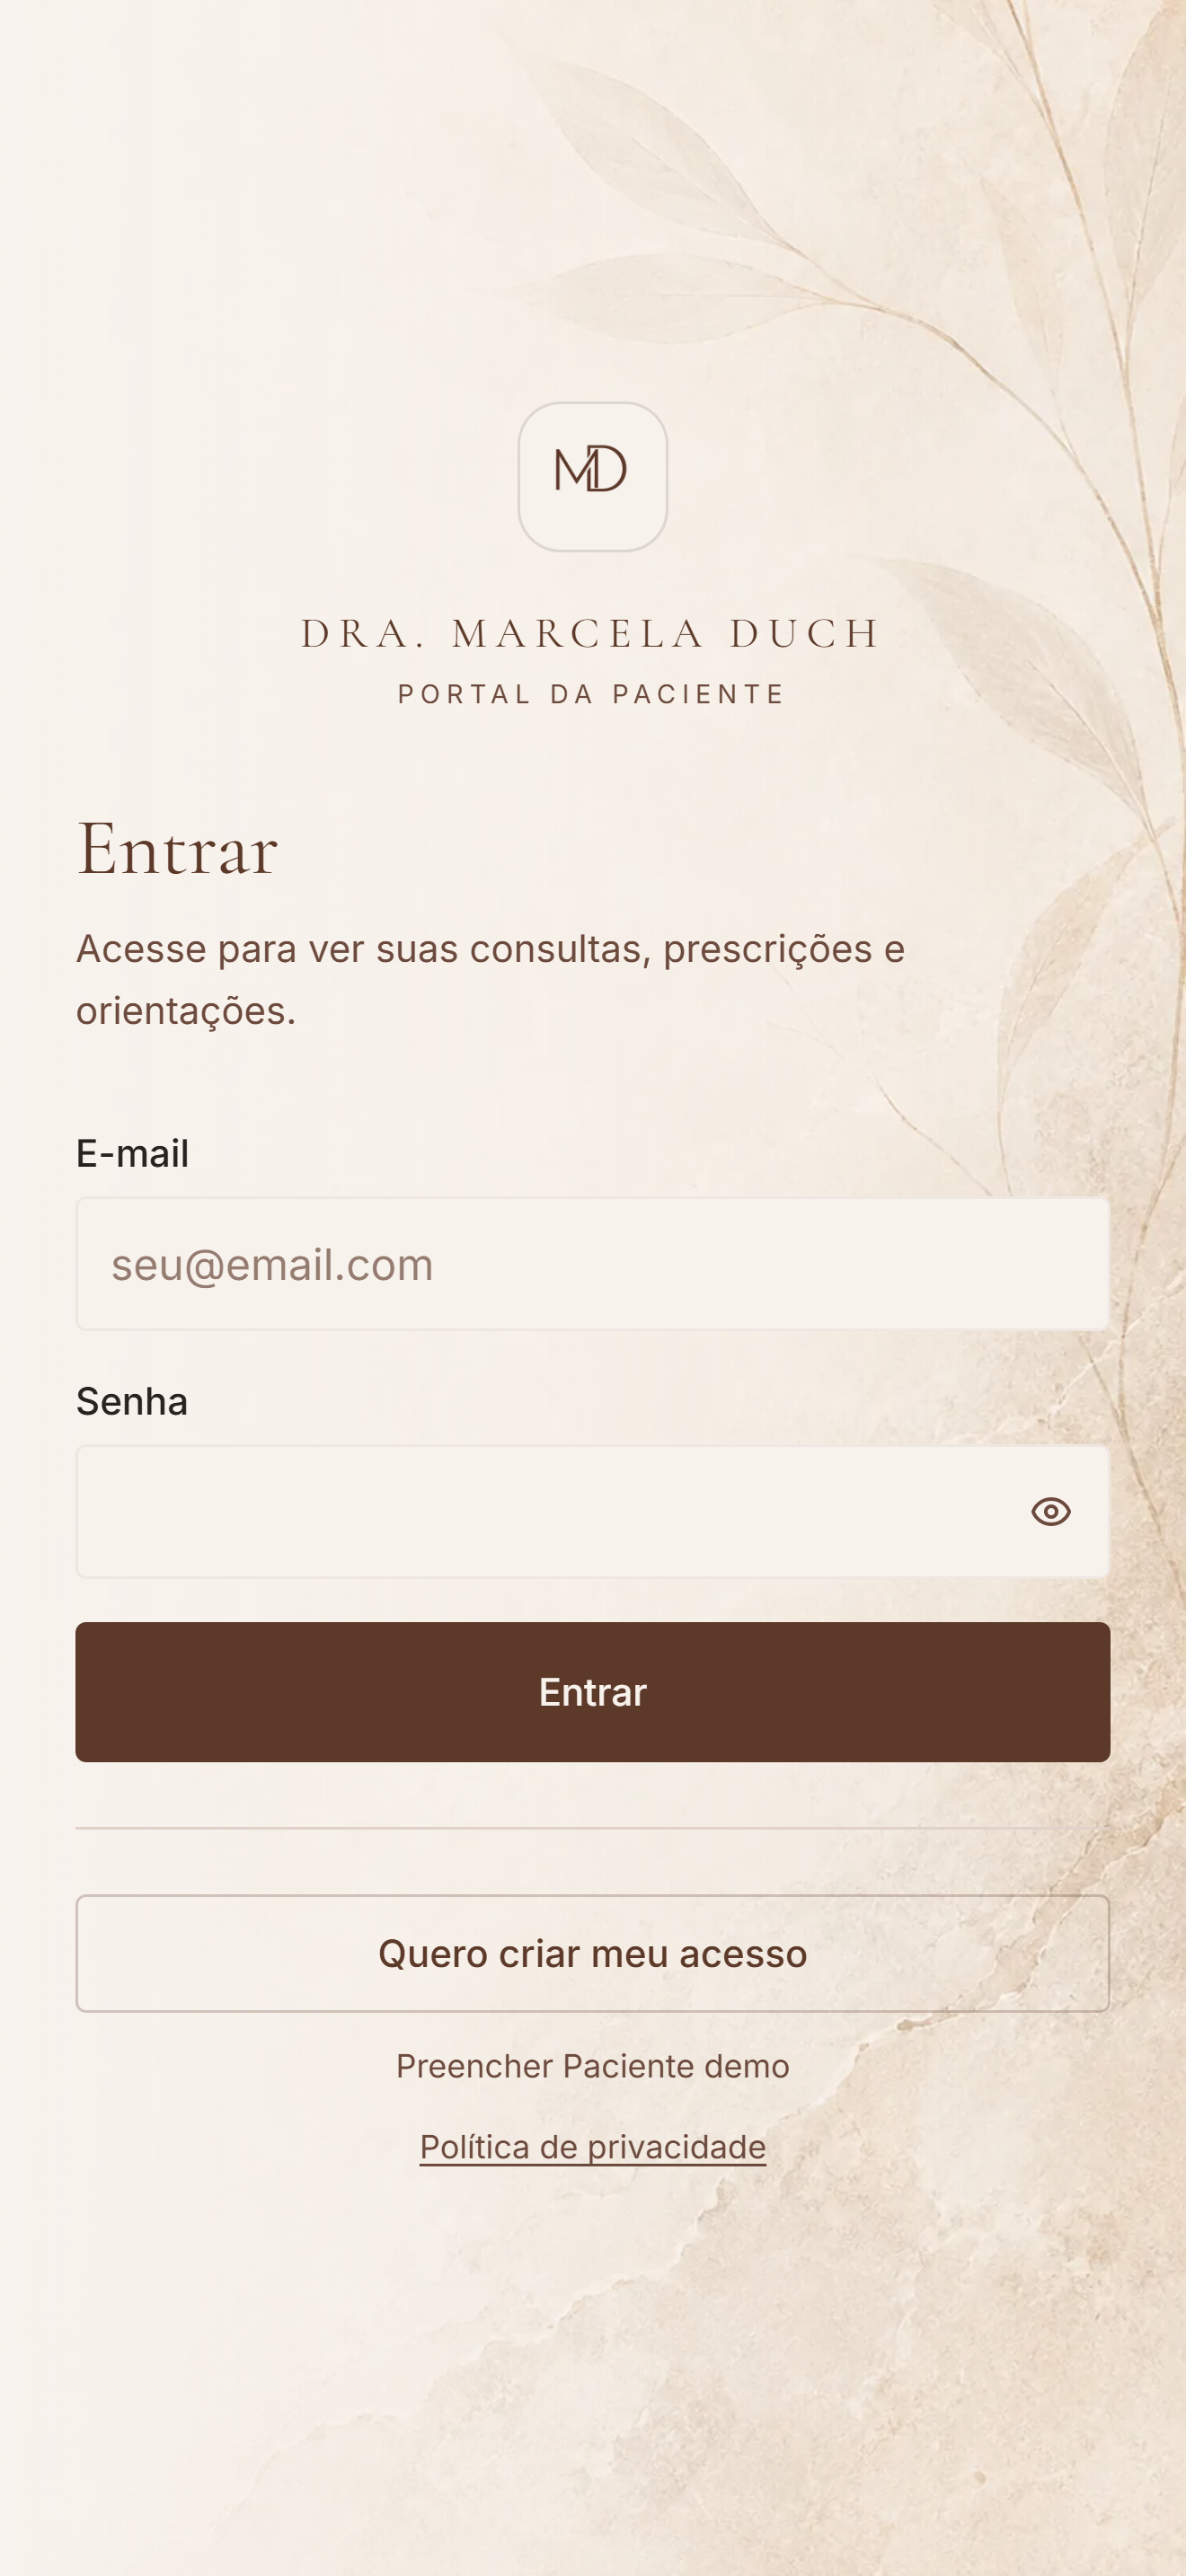 MD
DRA. MARCELA DUCH
PORTAL DA PACIENTE
Entrar
Acesse para ver suas consultas, prescrições e
orientações.
E-mail
seu@email.com
Senha
Entrar
Quero criar meu acesso
Preencher Paciente demo
Política de privacidade